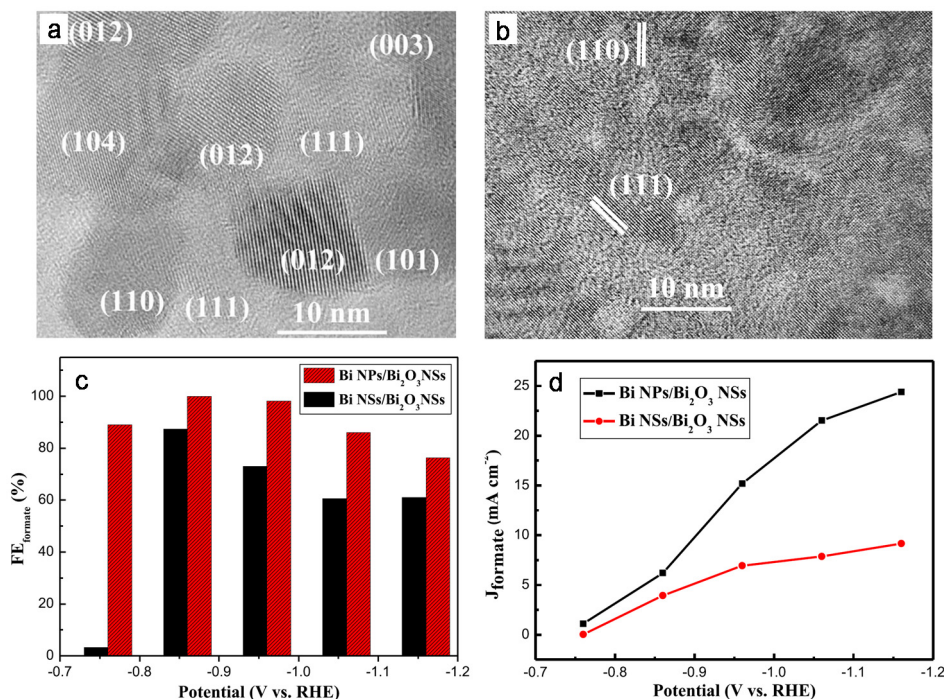 a
(012)
(003)
(104)
(012)
(111)
(012)
(101)
(110)
(111)
10 nm
b
(110)
(111)
10 nm
c
Bi NPs/Bi₂O₃NSs
Bi NSs/Bi₂O₃NSs
FE_formate (%)
100
80
60
40
20
0
-0.7
-0.8
-0.9
-1.0
-1.1
-1.2
Potential (V vs. RHE)
d
Bi NPs/Bi₂O₃ NSs
Bi NSs/Bi₂O₃ NSs
J_formate (mA cm⁻²)
25
20
15
10
5
0
-0.7
-0.8
-0.9
-1.0
-1.1
-1.2
Potential (V vs. RHE)